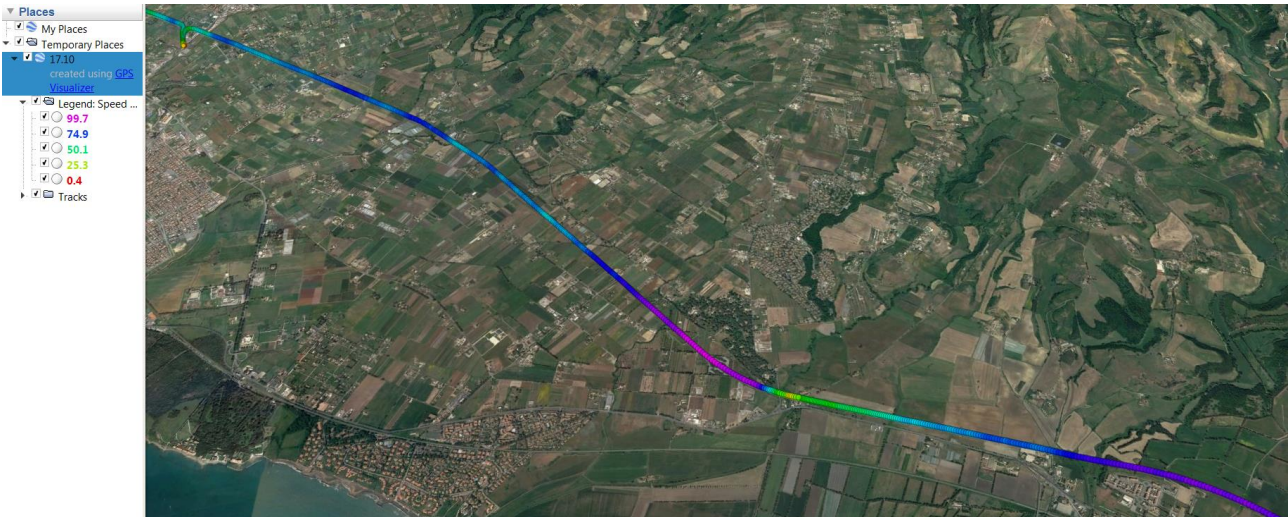 Places
My Places
Temporary Places
17.10
created using GPS
Visualizer
Legend: Speed ...
99.7
74.9
50.1
25.3
0.4
Tracks